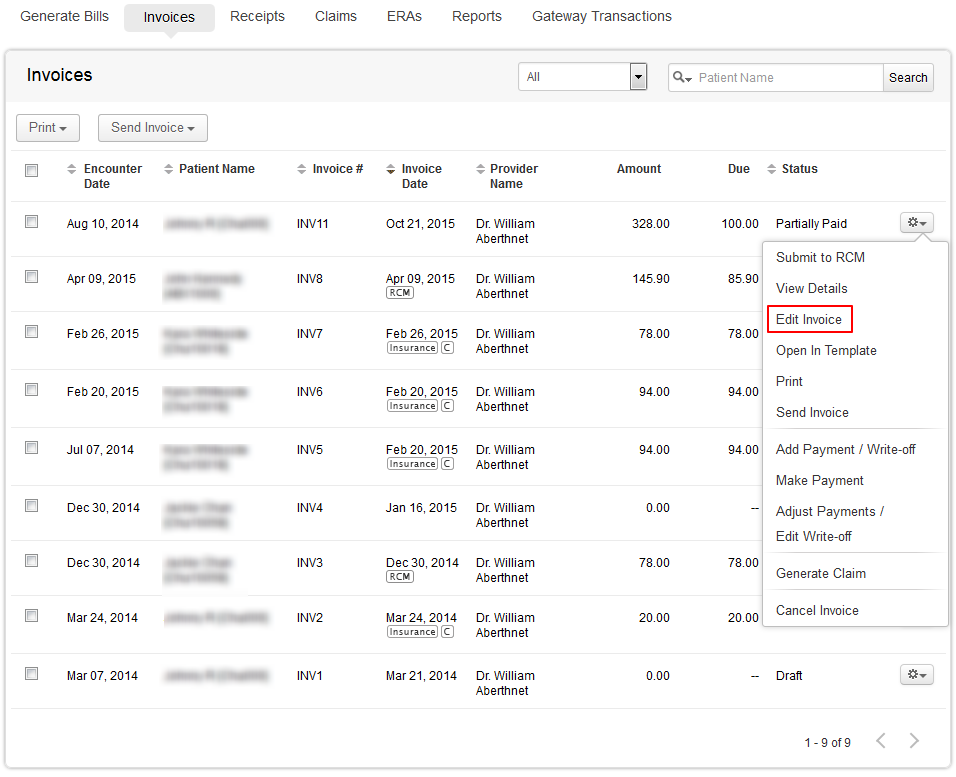 Generate Bills Invoices Receipts Claims ERAs Reports Gateway Transactions
Invoices
All
Patient Name
Search
Print
Send Invoice
Encounter Date Patient Name Invoice # Invoice Date Provider Name Amount Due Status
Aug 10, 2014 INV11 Oct 21, 2015 Dr. William 328.00 100.00 Partially Paid
Aberthnet
Submit to RCM
Apr 09, 2015 INV8 Apr 09, 2015 Dr. William 145.90 85.90
RCM Aberthnet
View Details
Edit Invoice
Feb 26, 2015 INV7 Feb 26, 2015 Dr. William 78.00 78.00
Insurance C Aberthnet
Open In Template
Print
Feb 20, 2015 INV6 Feb 20, 2015 Dr. William 94.00 94.00
Insurance C Aberthnet
Send Invoice
Jul 07, 2014 INV5 Feb 20, 2015 Dr. William 94.00 94.00
Insurance C Aberthnet
Add Payment / Write-off
Make Payment
Dec 30, 2014 INV4 Jan 16, 2015 Dr. William 0.00 --
Aberthnet
Adjust Payments /
Edit Write-off
Dec 30, 2014 INV3 Dec 30, 2014 Dr. William 78.00 78.00
RCM Aberthnet
Generate Claim
Mar 24, 2014 INV2 Mar 24, 2014 Dr. William 20.00 20.00
Insurance C Aberthnet
Cancel Invoice
Mar 07, 2014 INV1 Mar 21, 2014 Dr. William 0.00 -- Draft
Aberthnet
1 - 9 of 9